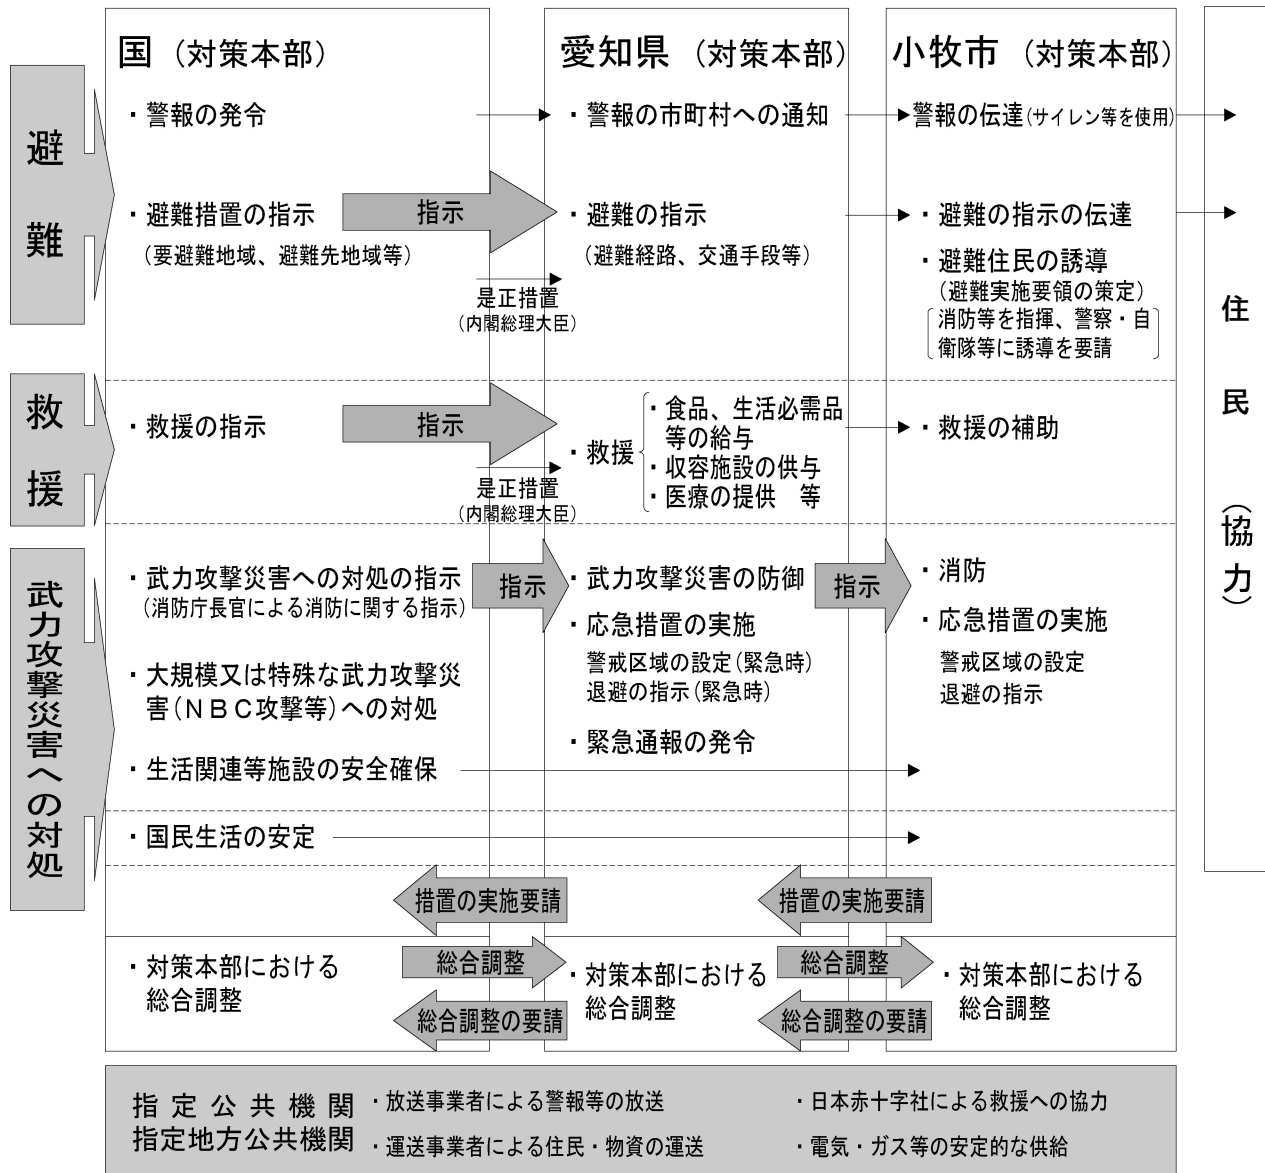 国（対策本部）
愛知県（対策本部）
小牧市（対策本部）
避難
・警報の発令
・警報の市町村への通知
警報の伝達(サイレン等を使用)
・避難措置の指示
(要避難地域、避難先地域等)
指示
・避難の指示
(避難経路、交通手段等)
・避難の指示の伝達
・避難住民の誘導
(避難実施要領の策定)
消防等を指揮、警察・自
衛隊等に誘導を要請
是正措置
(内閣総理大臣)
救援
・救援の指示
指示
・救援
・食品、生活必需品
等の給与
・収容施設の供与
・医療の提供　等
・救援の補助
是正措置
(内閣総理大臣)
武力攻撃災害への対処
・武力攻撃災害への対処の指示
(消防庁長官による消防に関する指示)
指示
・武力攻撃災害の防御
指示
・消防
・応急措置の実施
警戒区域の設定(緊急時)
退避の指示(緊急時)
・応急措置の実施
警戒区域の設定
退避の指示
・大規模又は特殊な武力攻撃災
害(ＮＢＣ攻撃等)への対処
・緊急通報の発令
・生活関連等施設の安全確保
・国民生活の安定
措置の実施要請
措置の実施要請
・対策本部における
総合調整
総合調整
総合調整の要請
・対策本部における
総合調整
総合調整
総合調整の要請
・対策本部における
総合調整
住民（協力）
指定公共機関
指定地方公共機関
・放送事業者による警報等の放送
・日本赤十字社による救援への協力
・運送事業者による住民・物資の運送
・電気・ガス等の安定的な供給